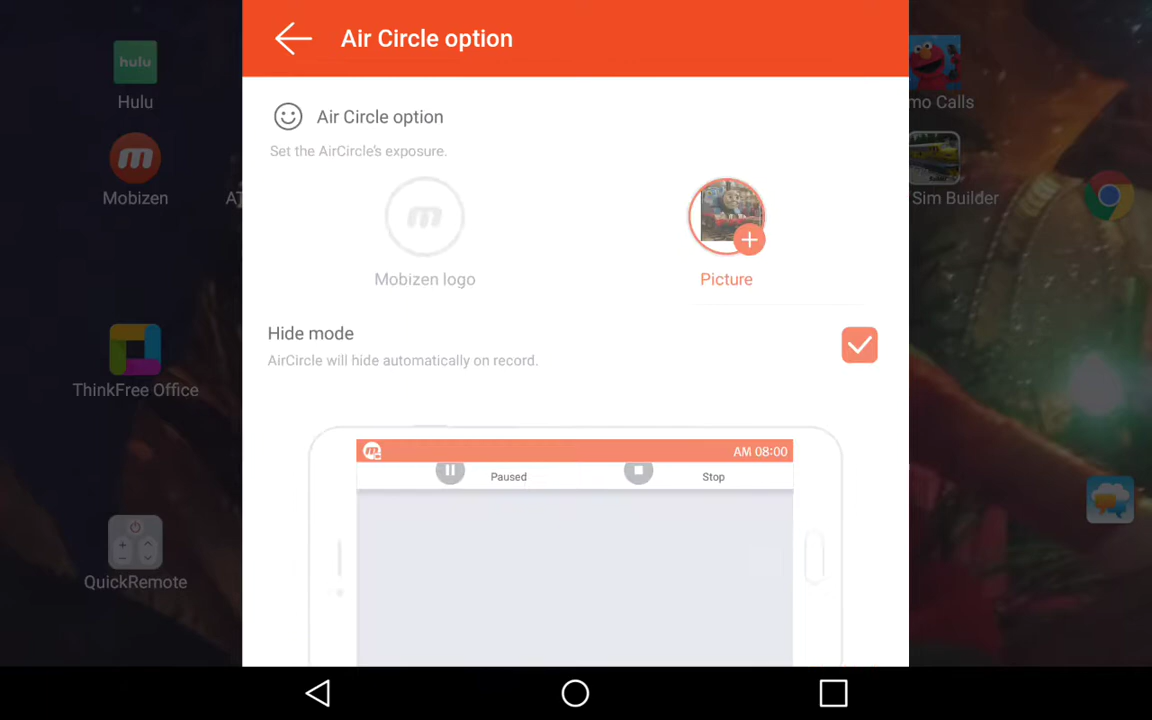 Air Circle option
hulu
Hulu
Mobizen
mo Calls
Sim Builder
Air Circle option
Set the AirCircle's exposure.
Mobizen logo
Picture
Hide mode
AirCircle will hide automatically on record.
ThinkFree Office
AM 08:00
Paused
Stop
QuickRemote